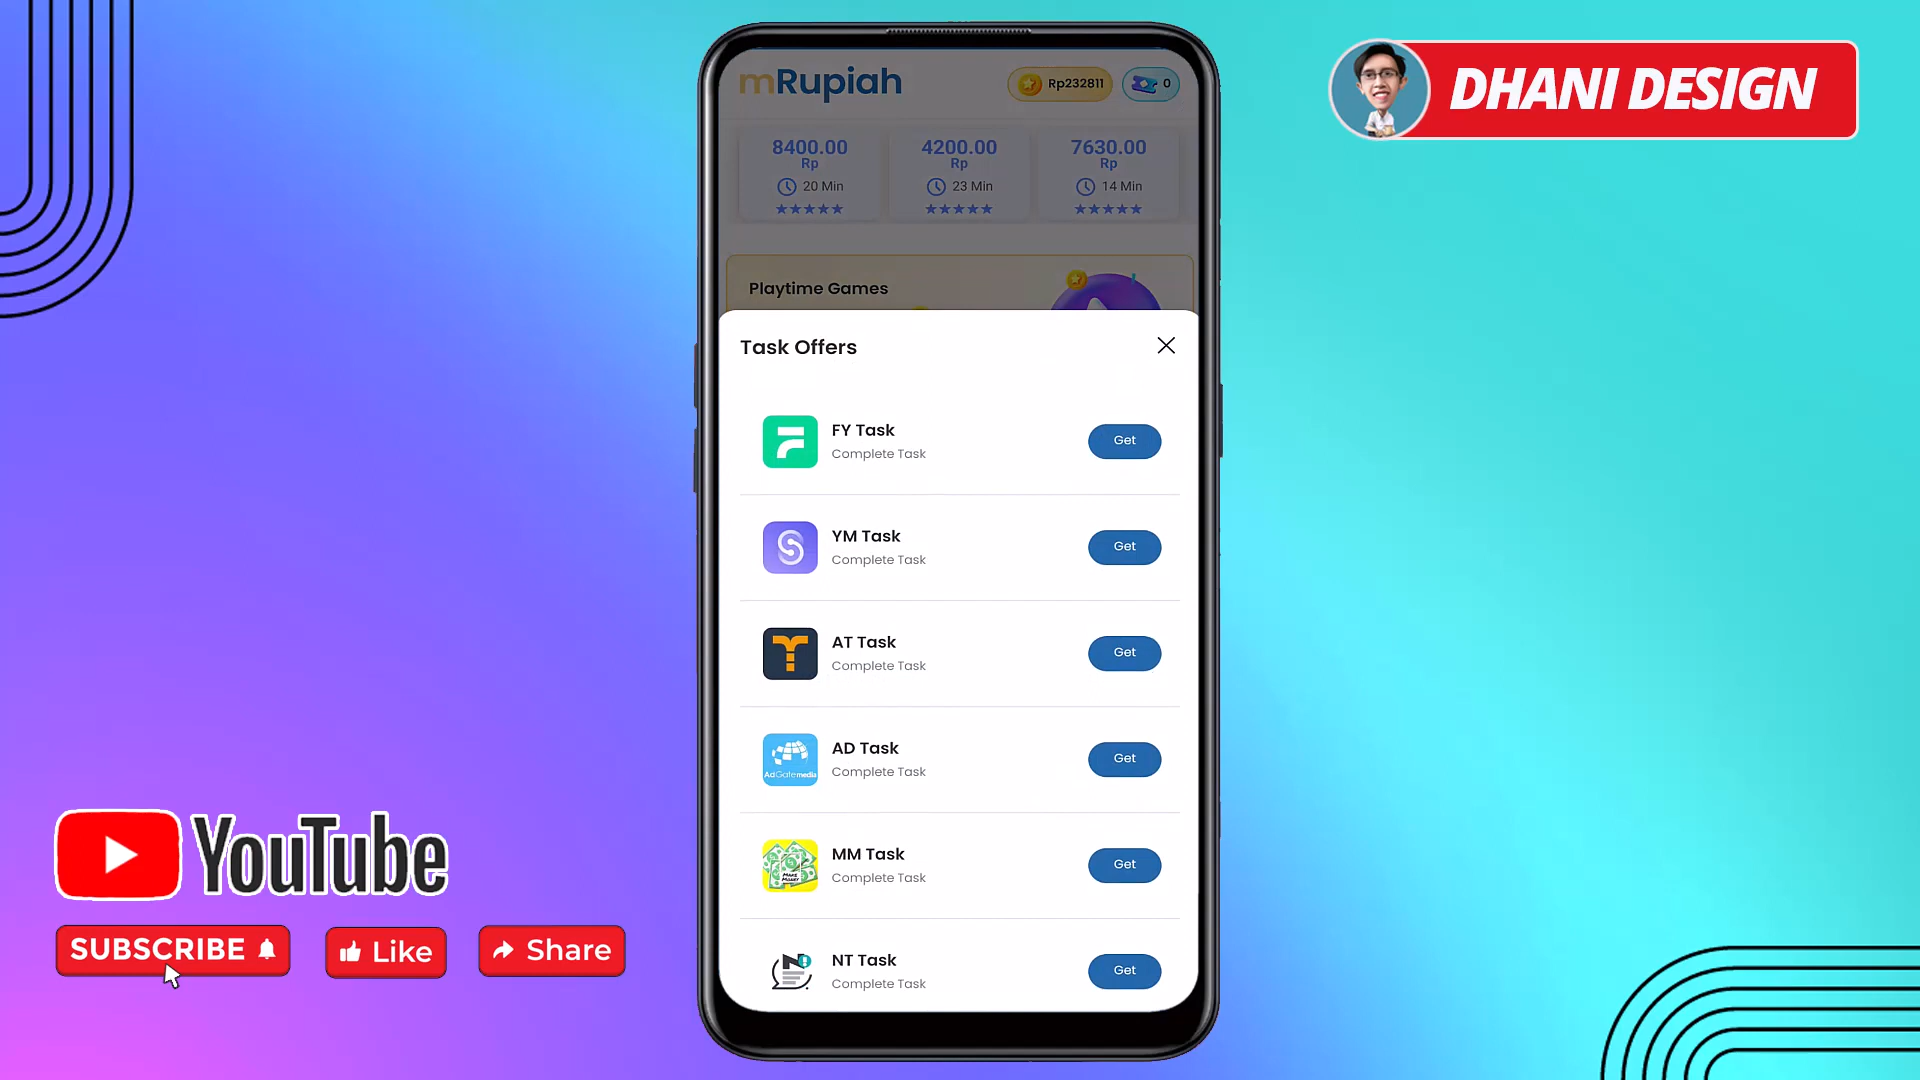 mRupiah
Rp232811
0
8400.00
Rp
20 Min
4200.00
Rp
23 Min
7630.00
Rp
14 Min
Playtime Games
Task Offers
FY Task
Complete Task
Get
YM Task
Complete Task
Get
AT Task
Complete Task
Get
AD Task
Complete Task
Get
AdGatemedia
MM Task
Complete Task
Get
MAKE
MONEY
NT Task
Complete Task
Get
DHANI DESIGN
YouTube
SUBSCRIBE
Like
Share